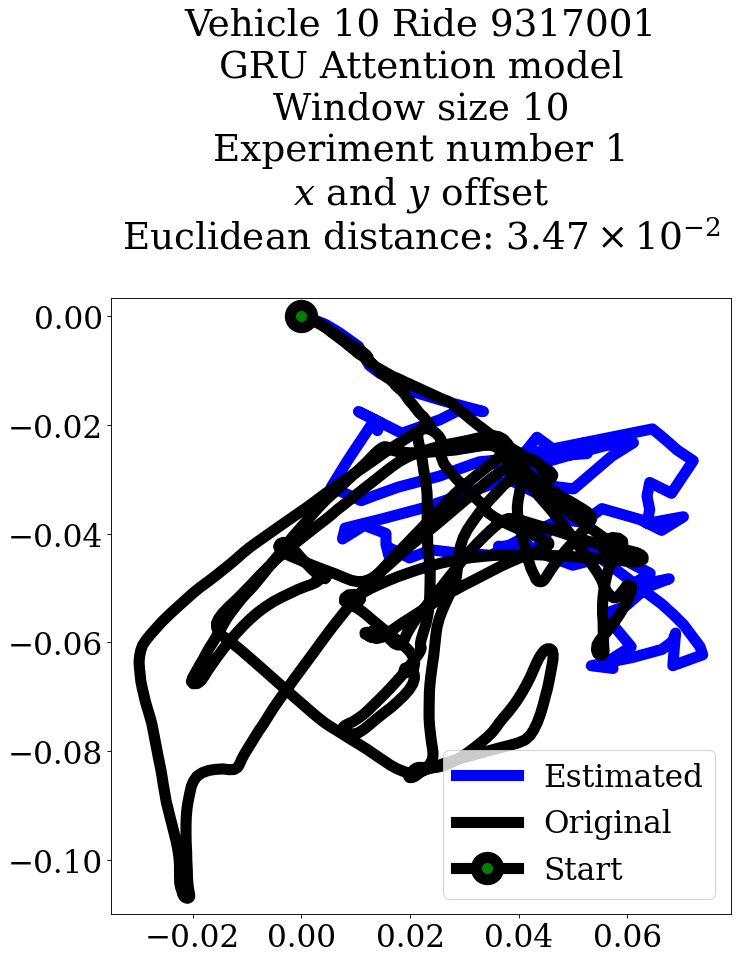 Vehicle 10 Ride 9317001
GRU Attention model
Window size 10
Experiment number 1
x and y offset
Euclidean distance: 3.47 × 10⁻²
0.00
−0.02
−0.04
−0.06
−0.08
−0.10
Estimated
Original
Start
−0.02 0.00 0.02 0.04 0.06